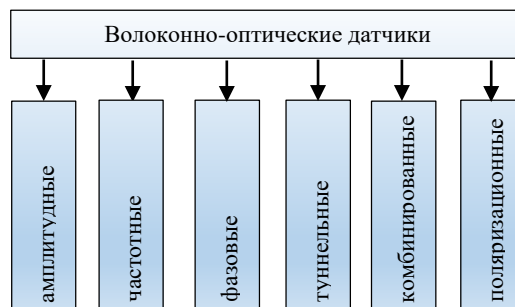 Волоконно-оптические датчики
амплитудные
частотные
фазовые
туннельные
комбинированные
поляризационные